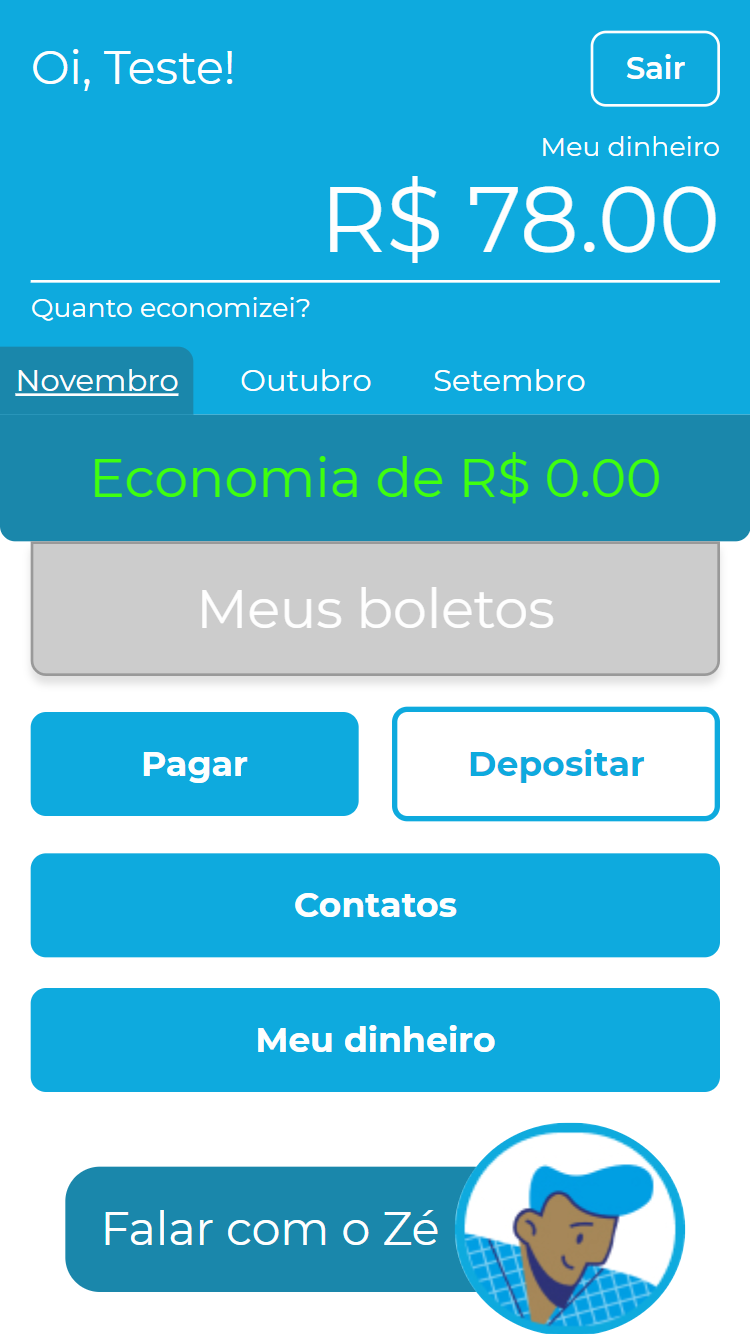 Oi, Teste!
Sair
Meu dinheiro
R$ 78.00
Quanto economizei?
Novembro Outubro Setembro
Economia de R$ 0.00
Meus boletos
Pagar Depositar
Contatos
Meu dinheiro
Falar com o Zé